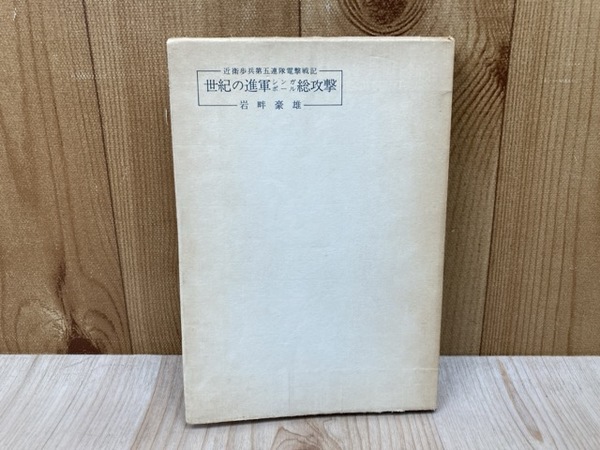 近衛歩兵第五連隊電撃戦記
世紀の進軍シンガポール総攻撃
岩畔豪雄